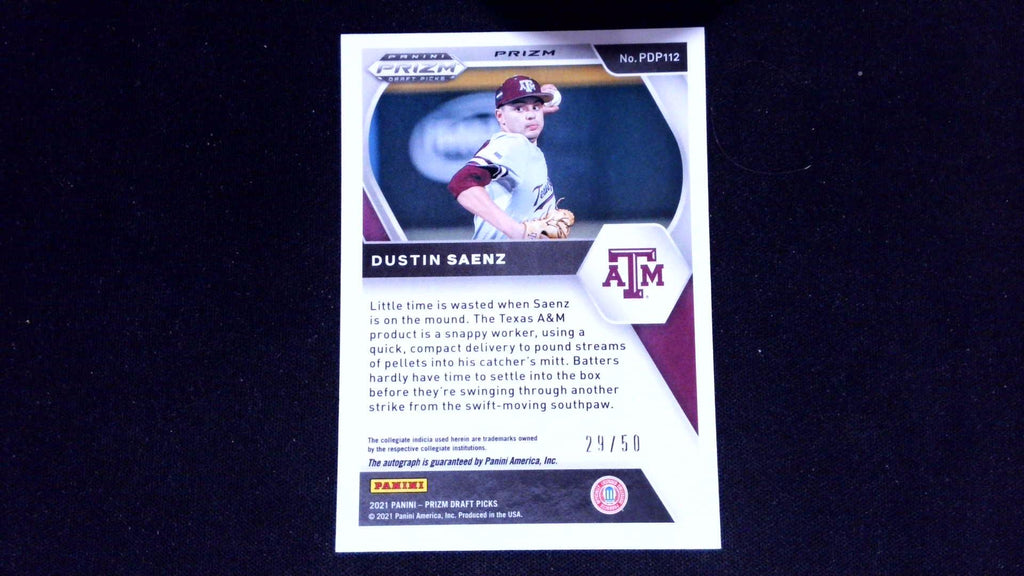 PANINI
PRIZM
DRAFT PICKS
PRIZM
No. PDP112
DUSTIN SAENZ
ATM
Little time is wasted when Saenz
is on the mound. The Texas A&M
product is a snappy worker, using a
quick, compact delivery to pound streams
of pellets into his catcher's mitt. Batters
hardly have time to settle into the box
before they're swinging through another
strike from the swift-moving southpaw.
The collegiate indicia used herein are trademarks owned
by the respective collegiate institutions.
29/50
The autograph is guaranteed by Panini America, Inc.
PANINI
2021 PANINI – PRIZM DRAFT PICKS
© 2021 Panini America, Inc. Produced in the USA.